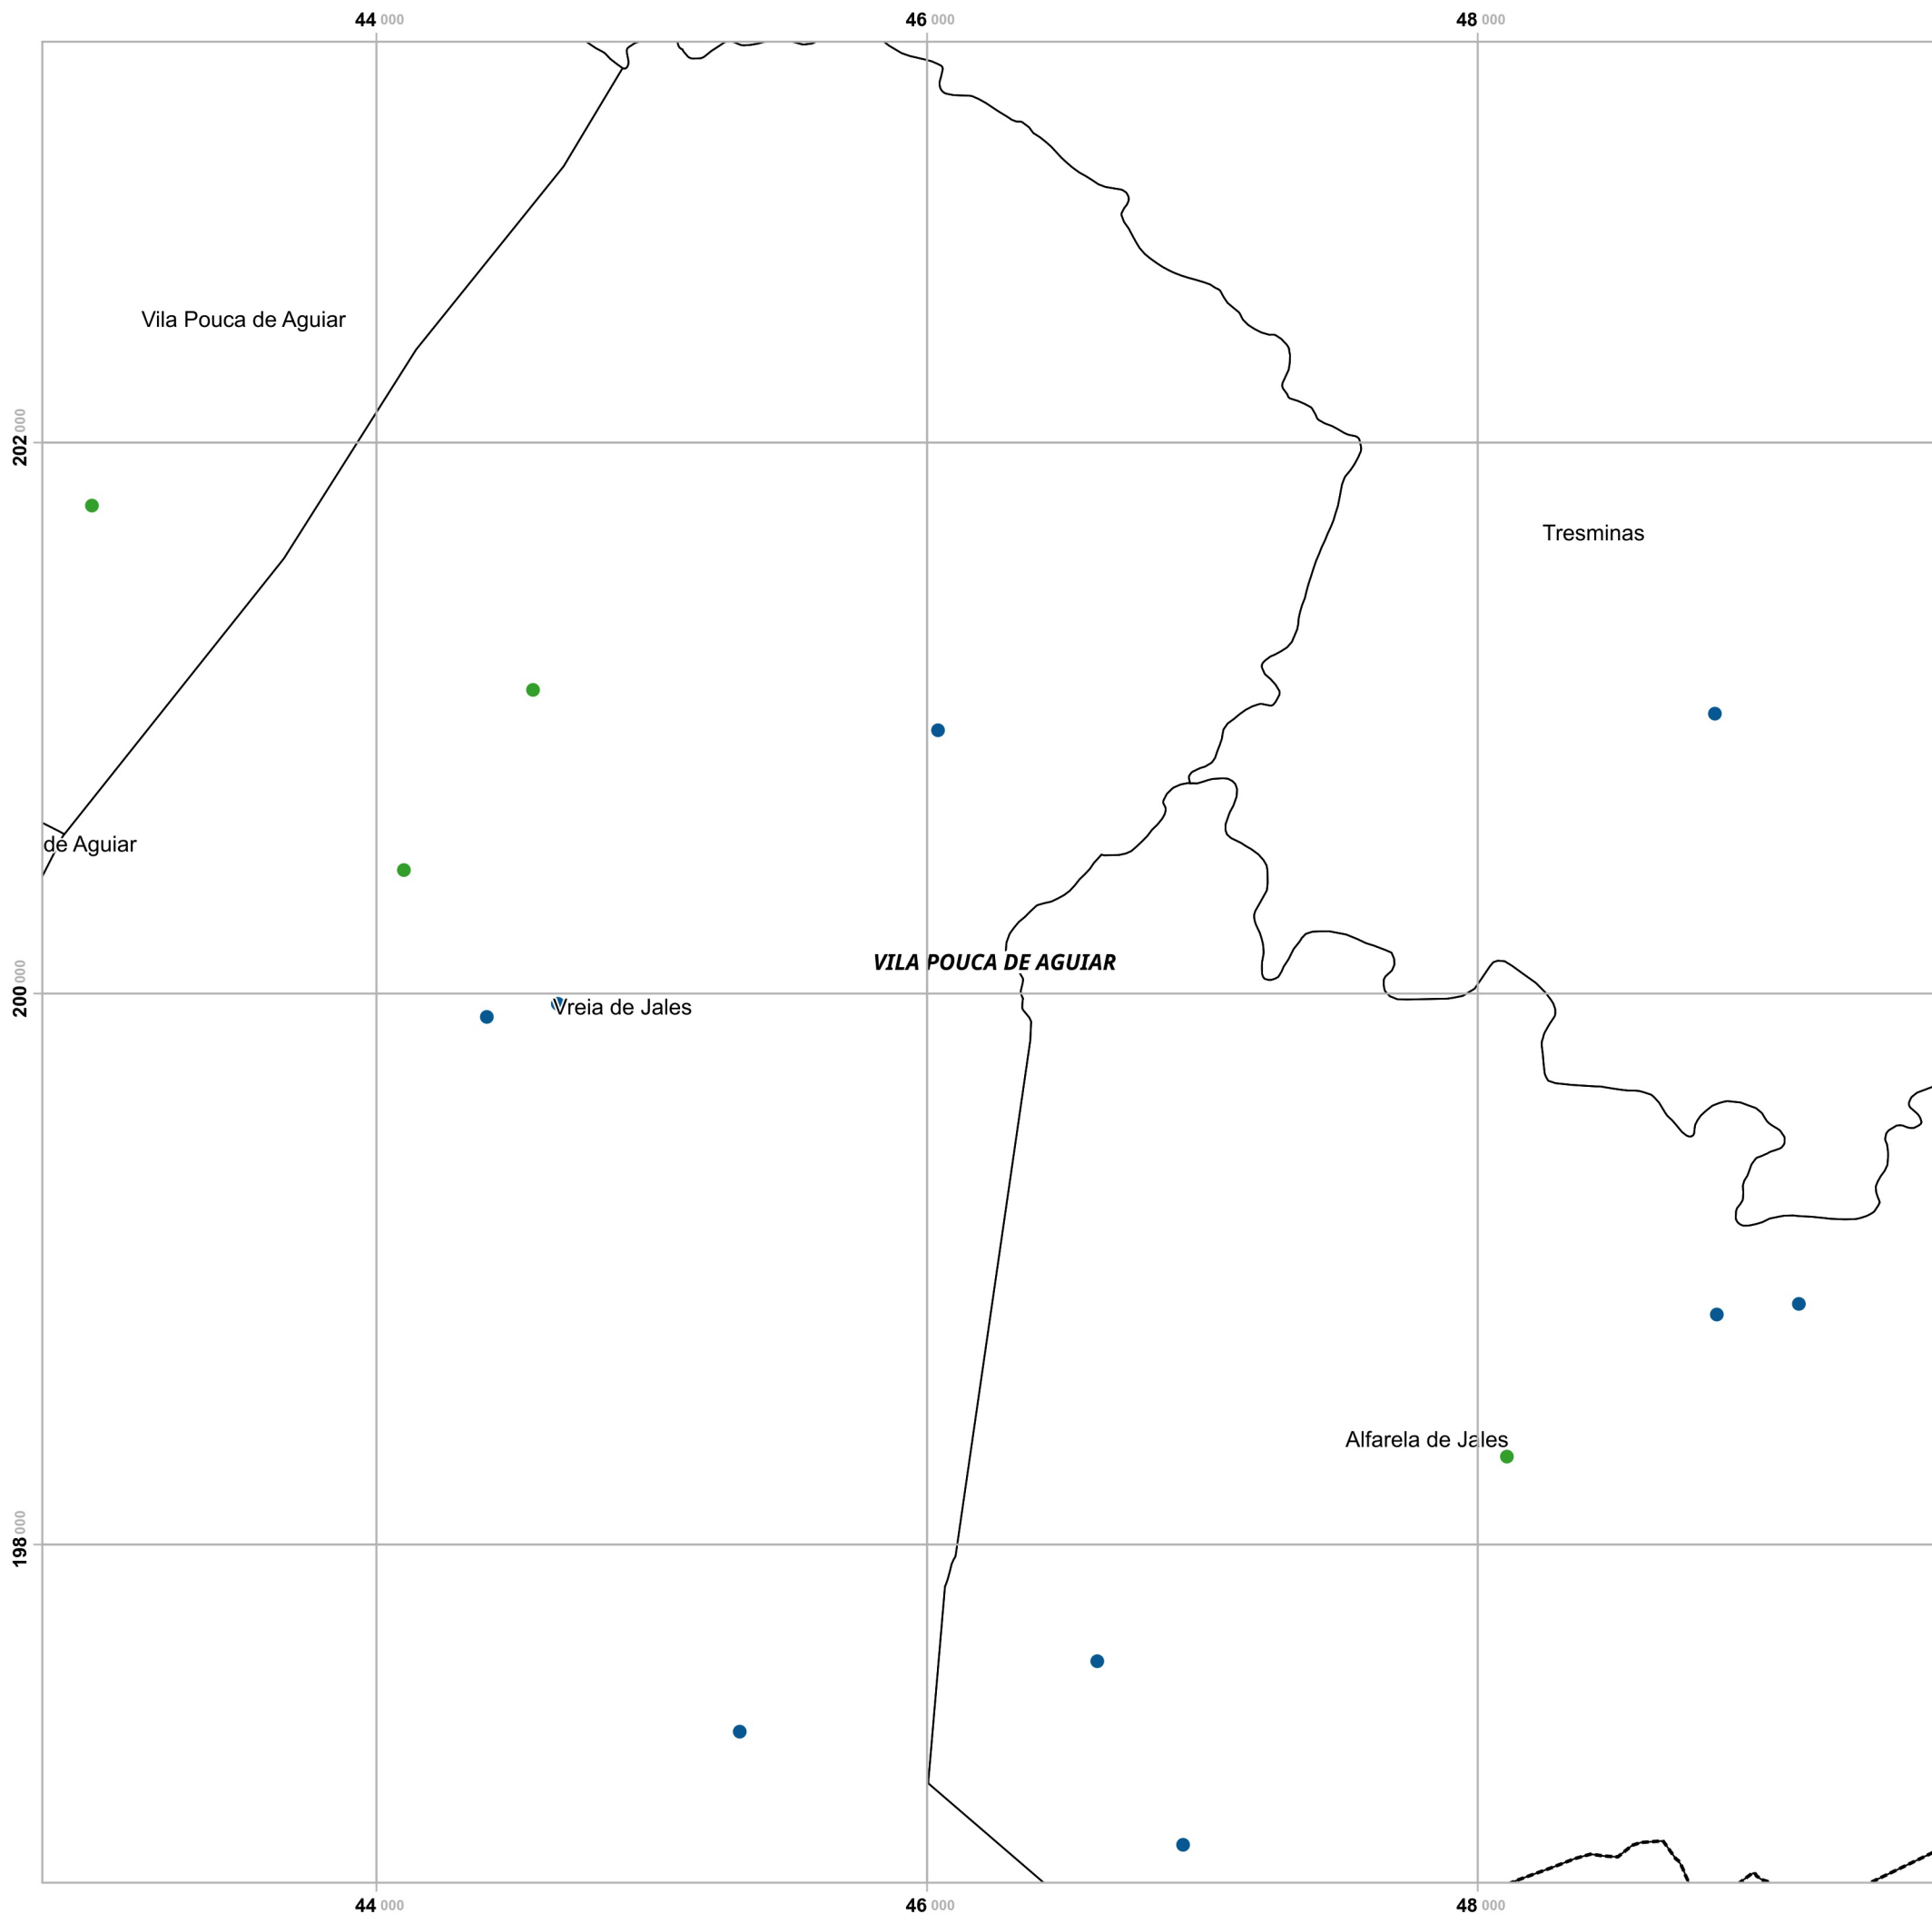 44 000 46 000 48 000
Vila Pouca de Aguiar
202 000
Tresminas
de Aguiar
VILA POUCA DE AGUIAR
200 000
Vreia de Jales
Alfarela de Jales
198 000
44 000 46 000 48 000